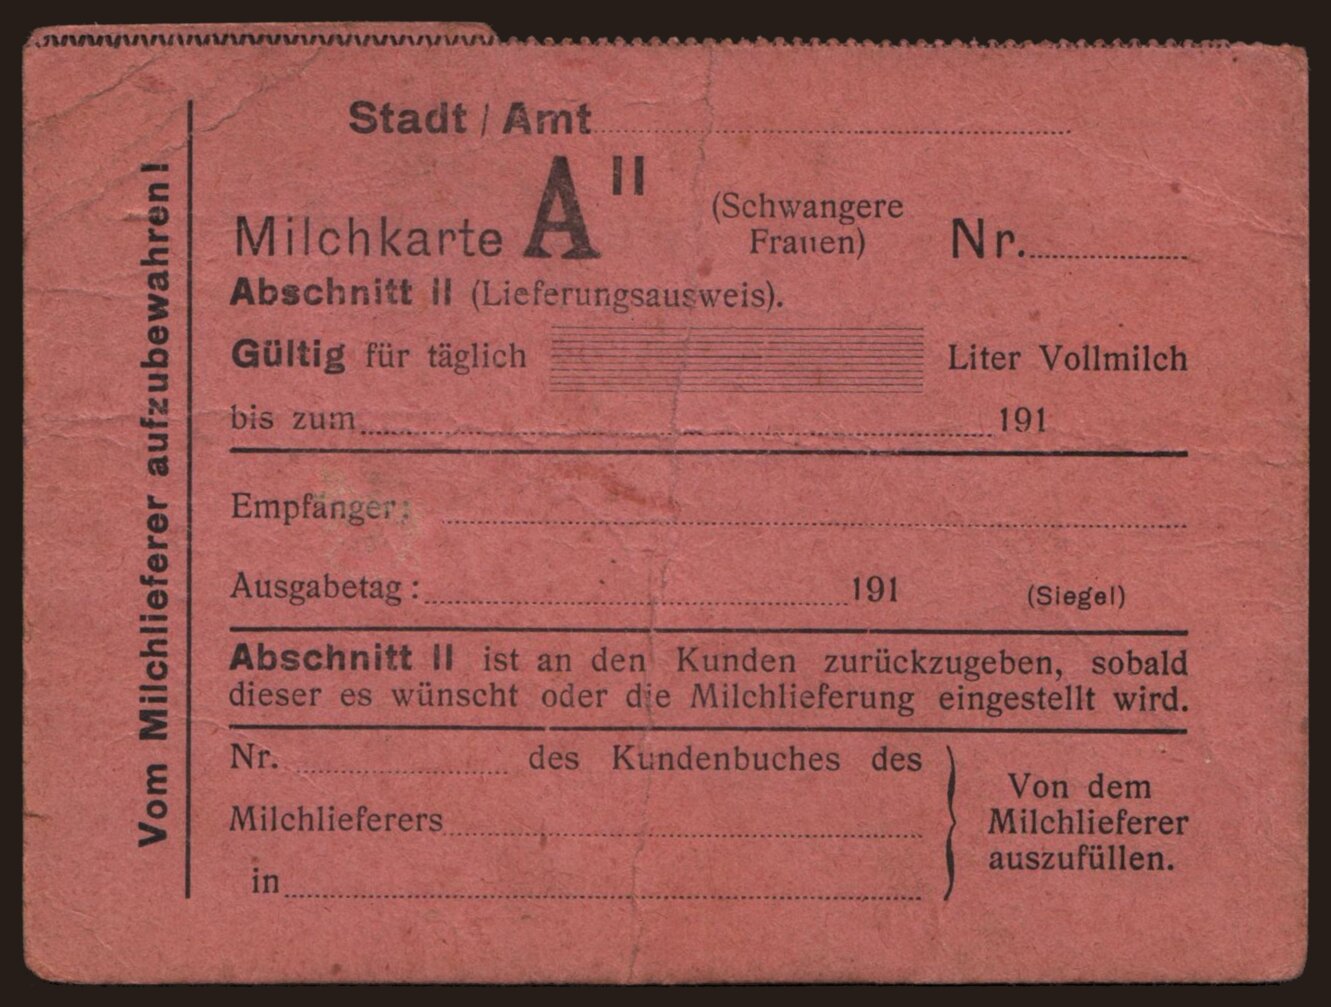 Vom Milchlieferer aufzubewahren!
Stadt / Amt
Milchkarte A II (Schwangere Frauen) Nr.
Abschnitt II (Lieferungsausweis).
Gültig für täglich Liter Vollmilch
bis zum 191
Empfänger:
Ausgabetag: 191 (Siegel)
Abschnitt II ist an den Kunden zurückzugeben, sobald
dieser es wünscht oder die Milchlieferung eingestellt wird.
Nr. des Kundenbuches des
Milchlieferers
in
Von dem
Milchlieferer
auszufüllen.